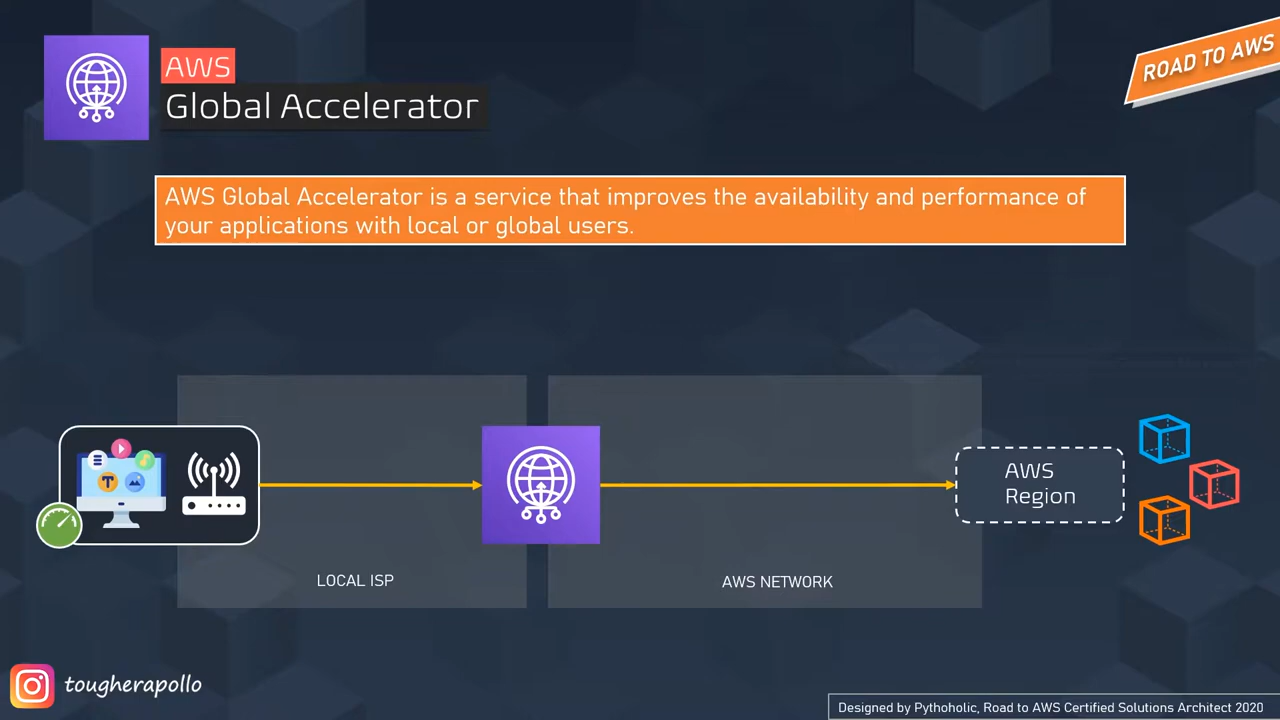 AWS
Global Accelerator
ROAD TO AWS
AWS Global Accelerator is a service that improves the availability and performance of
your applications with local or global users.
T
AWS
Region
LOCAL ISP
AWS NETWORK
tougherapollo
Designed by Pythoholic, Road to AWS Certified Solutions Architect 2020